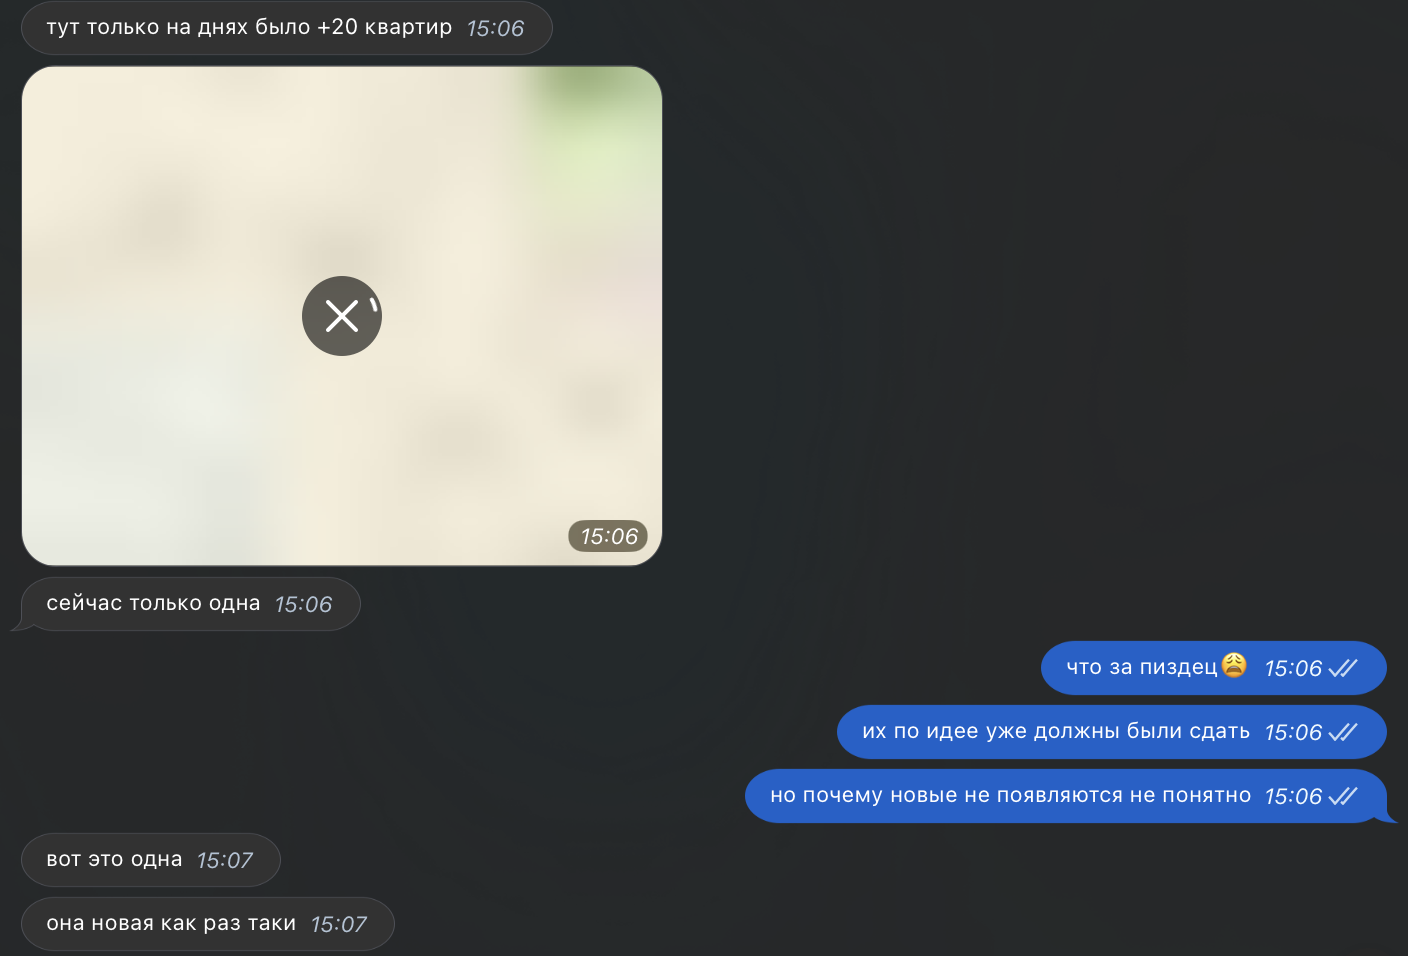 тут только на днях было +20 квартир 15:06
15:06
сейчас только одна 15:06
что за пиздец😩 15:06
их по идее уже должны были сдать 15:06
но почему новые не появляются не понятно 15:06
вот это одна 15:07
она новая как раз таки 15:07